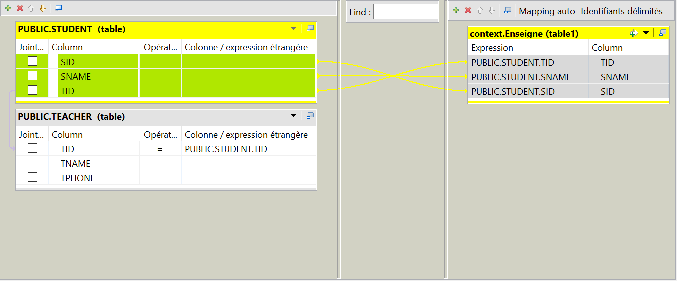 Find :
Mapping auto Identifiants délimités
PUBLIC.STUDENT (table)
Joint... Column Opérat... Colonne / expression étrangère
SID
SNAME
TID
PUBLIC.TEACHER (table)
Joint... Column Opérat... Colonne / expression étrangère
TID = PUBLIC.STUDENT.TID
TNAME
TPHONE
context.Enseigne (table1)
Expression Column
PUBLIC.STUDENT.TID TID
PUBLIC.STUDENT.SNAME SNAME
PUBLIC.STUDENT.SID SID